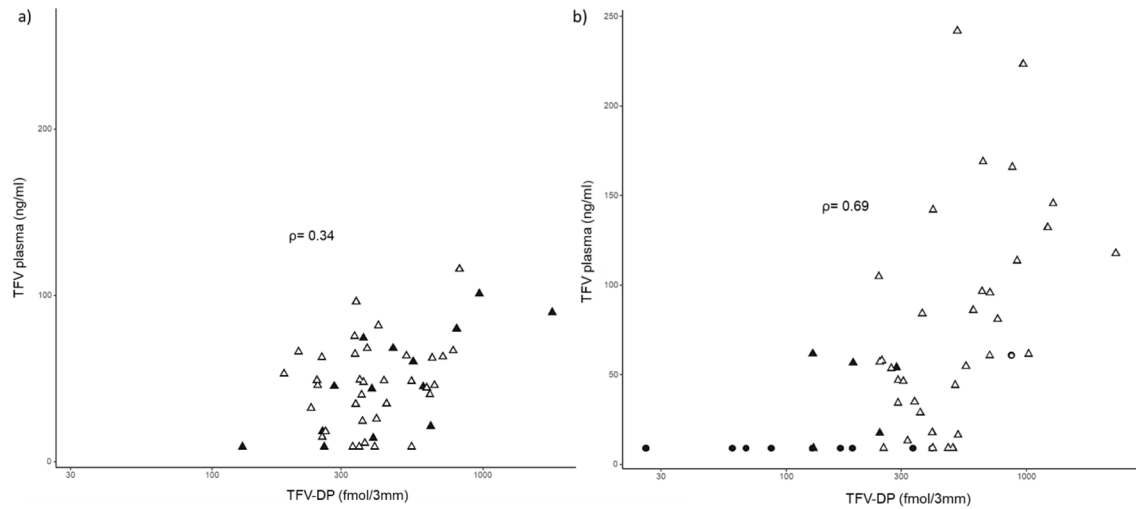 a)
200
100
0
TFV plasma (ng/ml)
ρ= 0.34
30
100
300
1000
TFV-DP (fmol/3mm)
b)
250
200
150
100
50
0
TFV plasma (ng/ml)
ρ= 0.69
30
100
300
1000
TFV-DP (fmol/3mm)